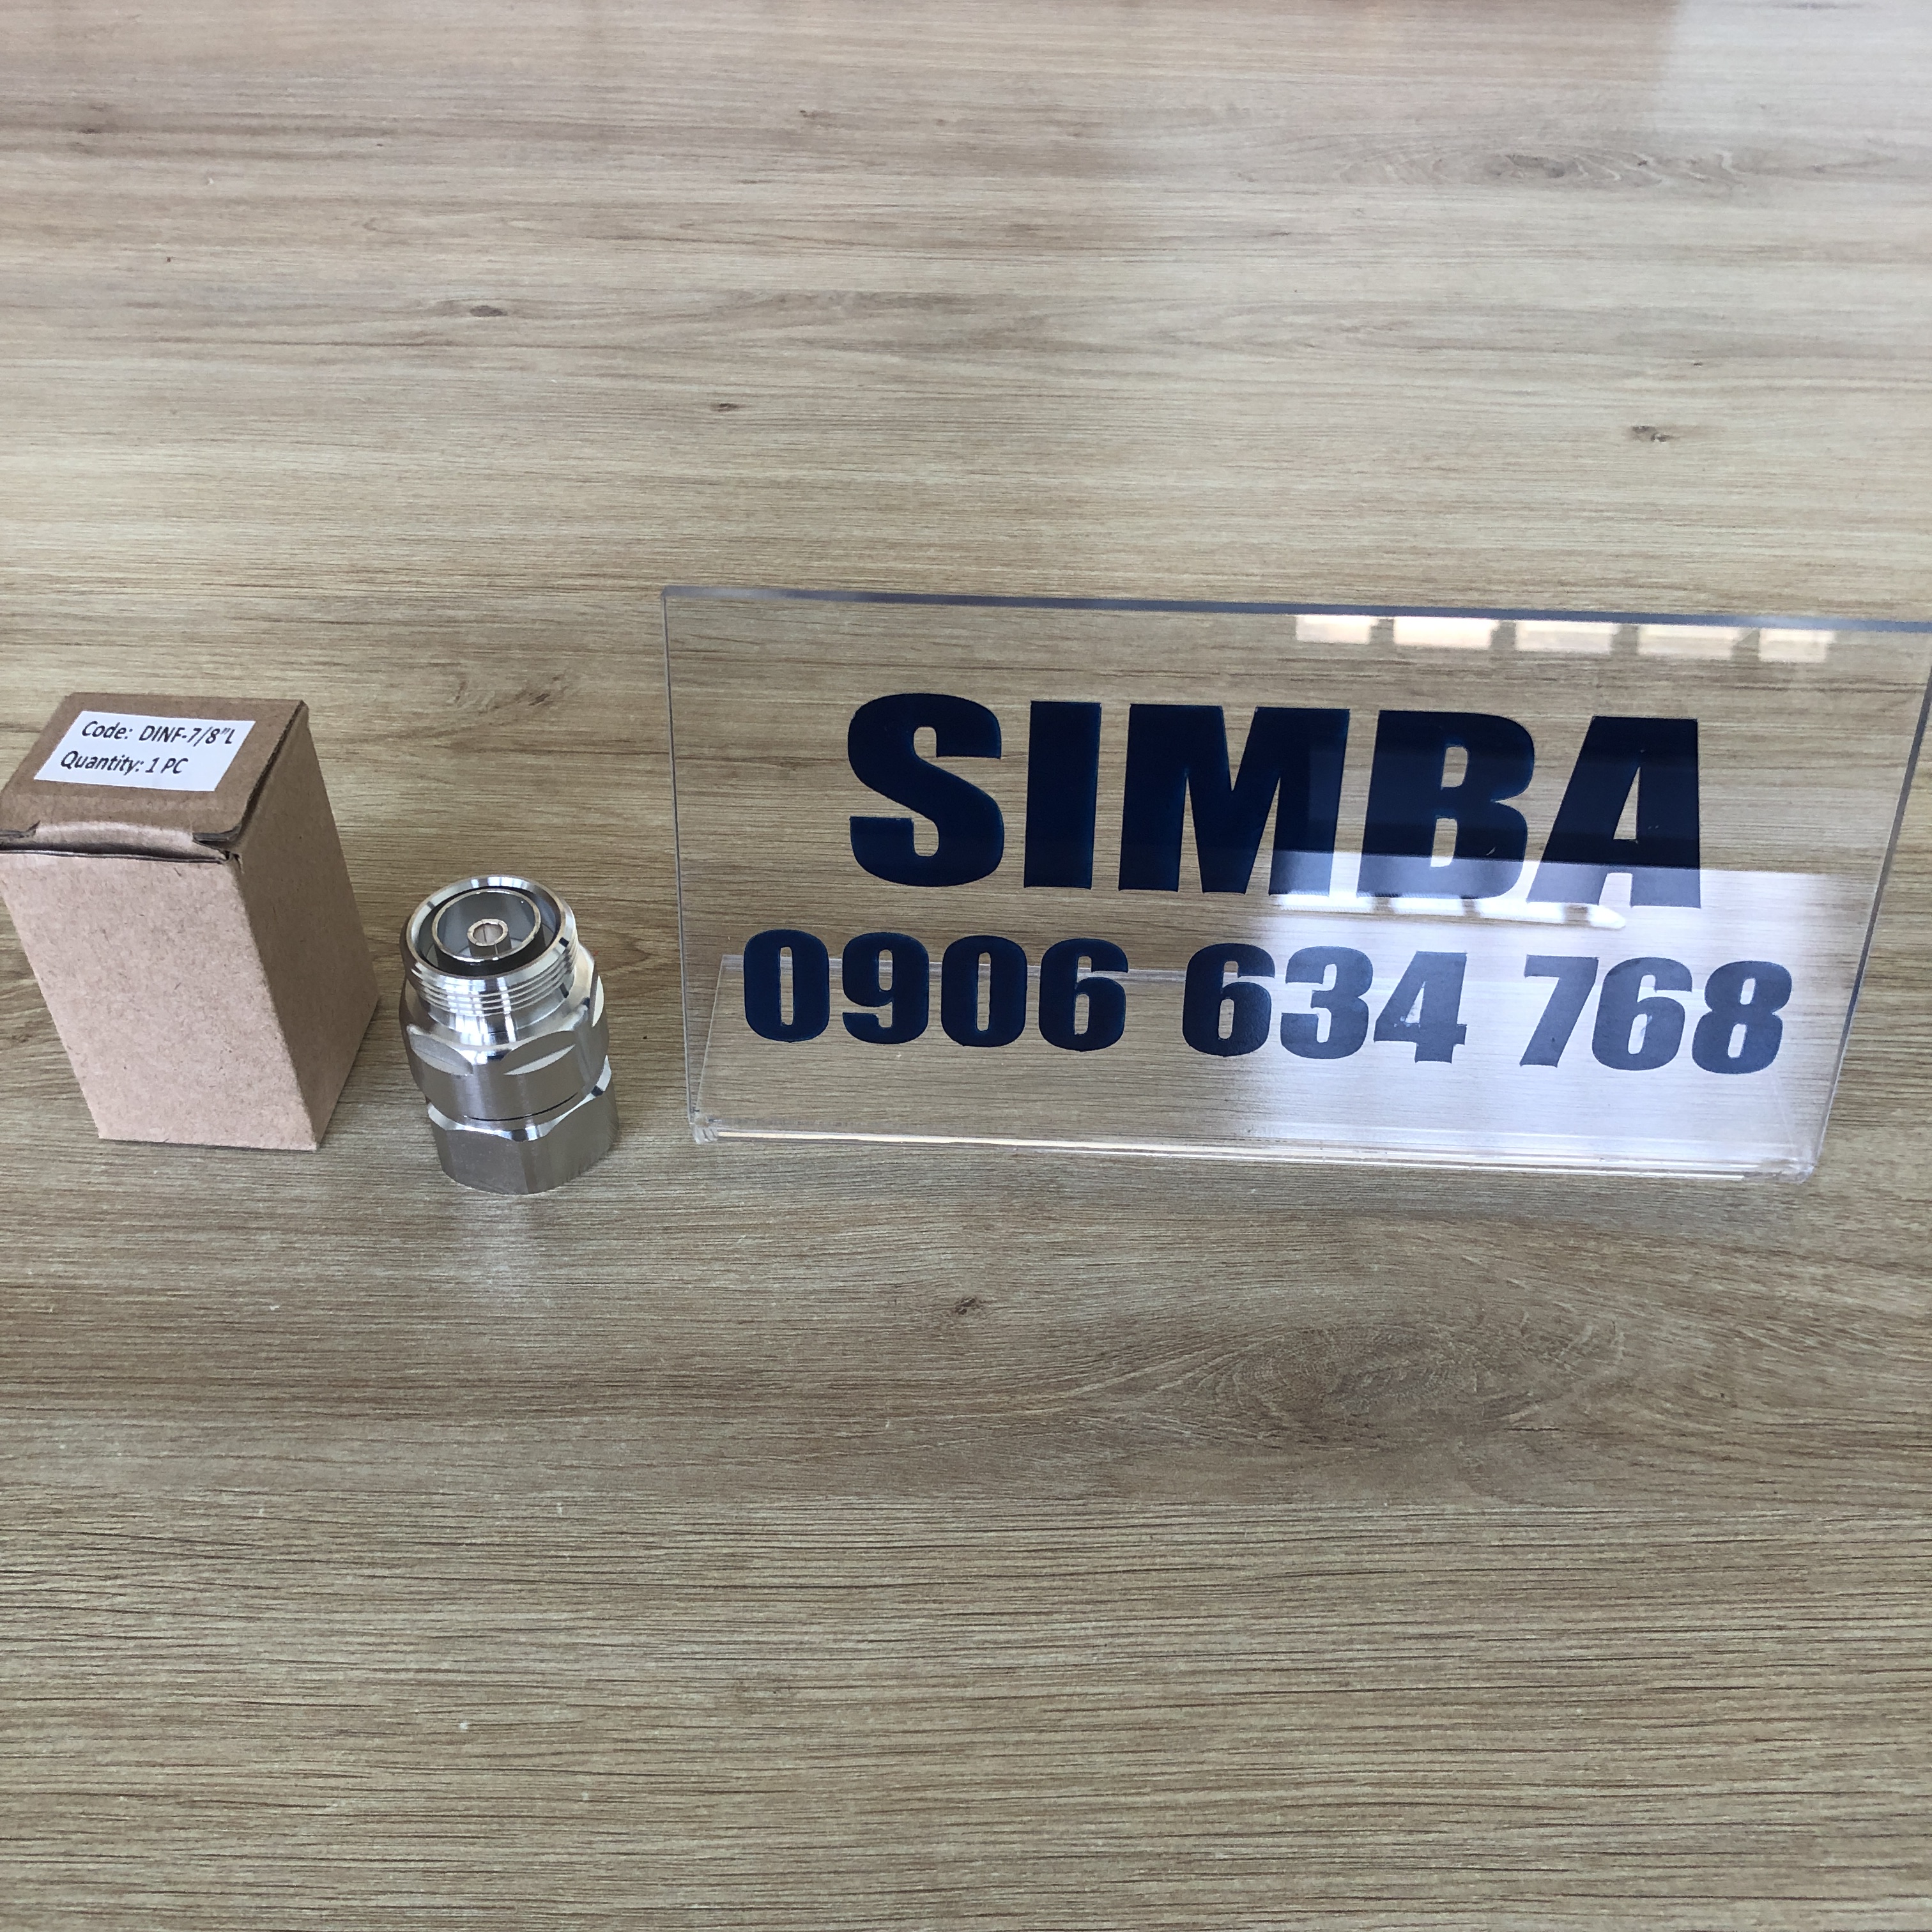 Code: DINF-7/8"L
Quantity: 1 PC
SIMBA
0906 634 768